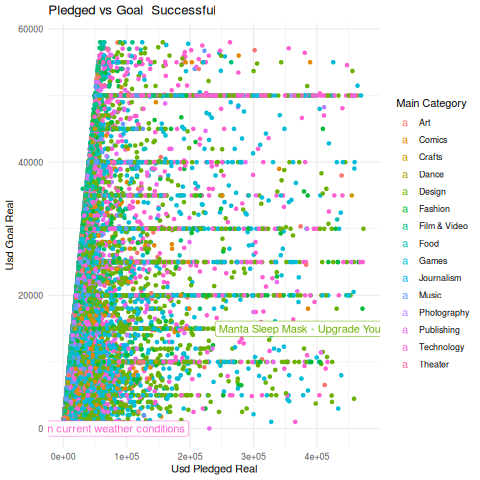 Pledged vs Goal Successful
60000
40000
20000
0
Usd Goal Real
Manta Sleep Mask - Upgrade You
n current weather conditions
0e+00 1e+05 2e+05 3e+05 4e+05
Usd Pledged Real
Main Category
a Art
a Comics
a Crafts
a Dance
a Design
a Fashion
a Film & Video
a Food
a Games
a Journalism
a Music
a Photography
a Publishing
a Technology
a Theater